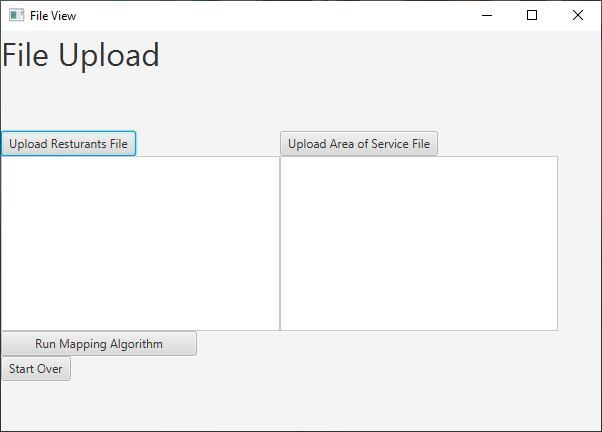 File View
File Upload
Upload Resturants File
Upload Area of Service File
Run Mapping Algorithm
Start Over